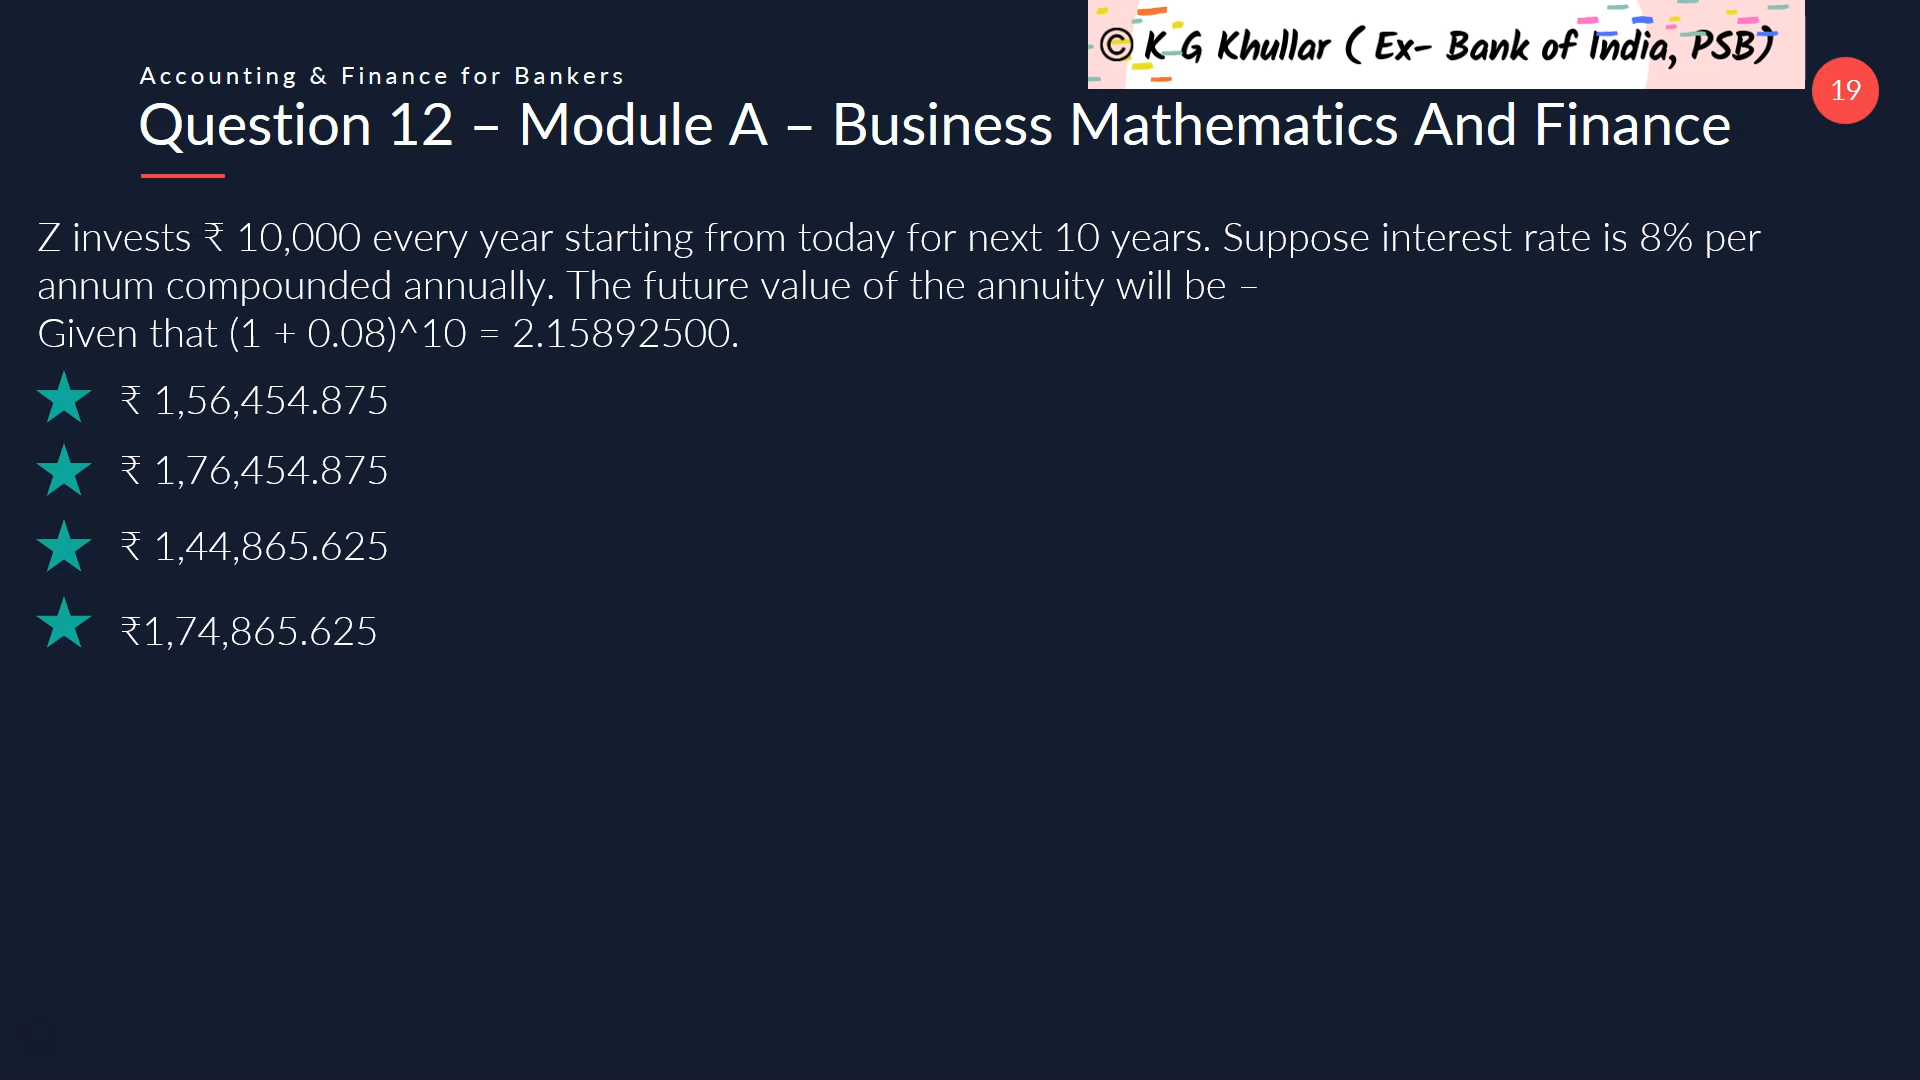 © K G Khullar ( Ex- Bank of India, PSB)
Accounting & Finance for Bankers
19
Question 12 – Module A – Business Mathematics And Finance
Z invests ₹ 10,000 every year starting from today for next 10 years. Suppose interest rate is 8% per
annum compounded annually. The future value of the annuity will be –
Given that (1 + 0.08)^10 = 2.15892500.
₹ 1,56,454.875
₹ 1,76,454.875
₹ 1,44,865.625
₹1,74,865.625